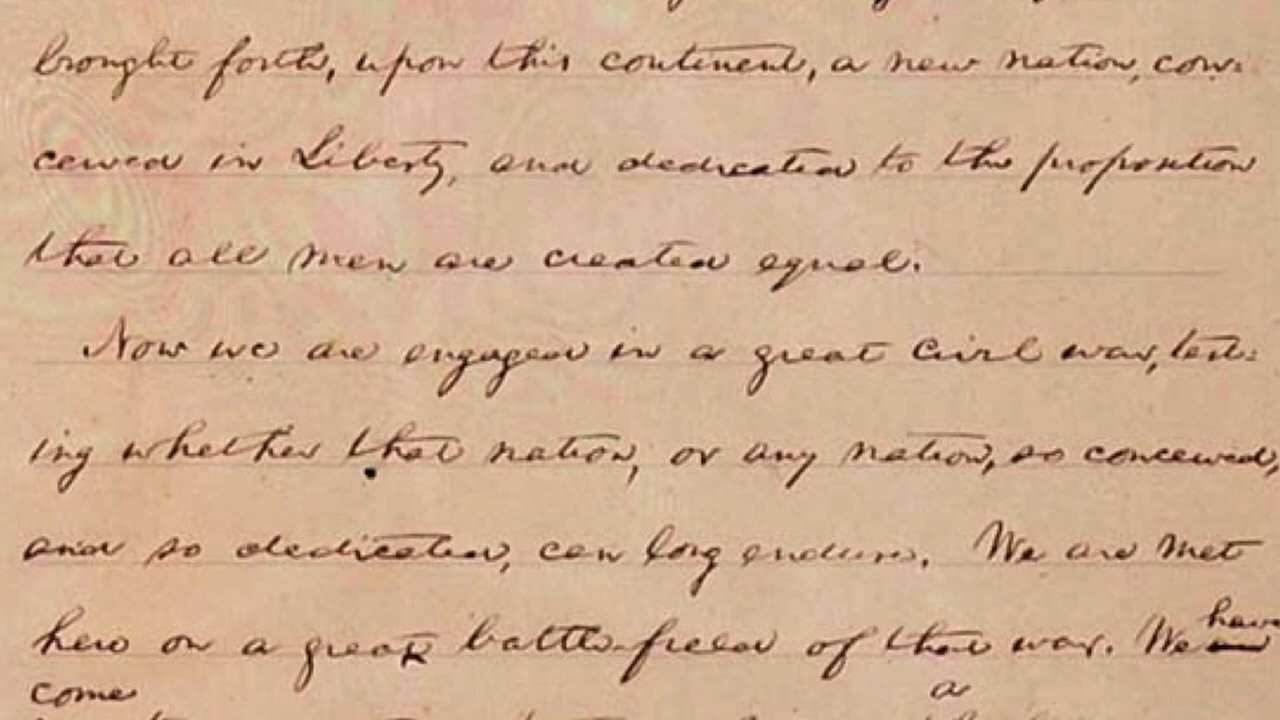 brought forth, upon this continent, a new nation, con-
ceived in Liberty, and dedicated to the proposition
that all men are created equal.
Now we are engaged in a great civil war, test-
ing whether that nation, or any nation, so conceived,
and so dedicated, can long endure. We are met
have
here on a great battle-field of that war. We are
come a